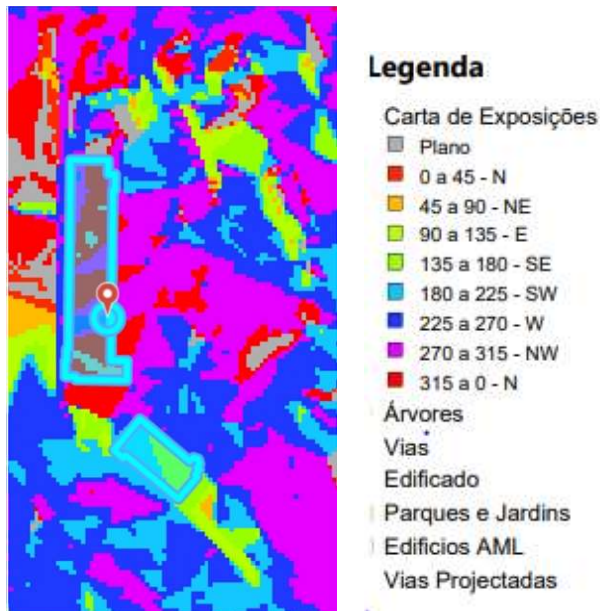 Legenda
Carta de Exposições
Plano
0 a 45 - N
45 a 90 - NE
90 a 135 - E
135 a 180 - SE
180 a 225 - SW
225 a 270 - W
270 a 315 - NW
315 a 0 - N
Árvores
Vias
Edificado
Parques e Jardins
Edificios AML
Vias Projectadas